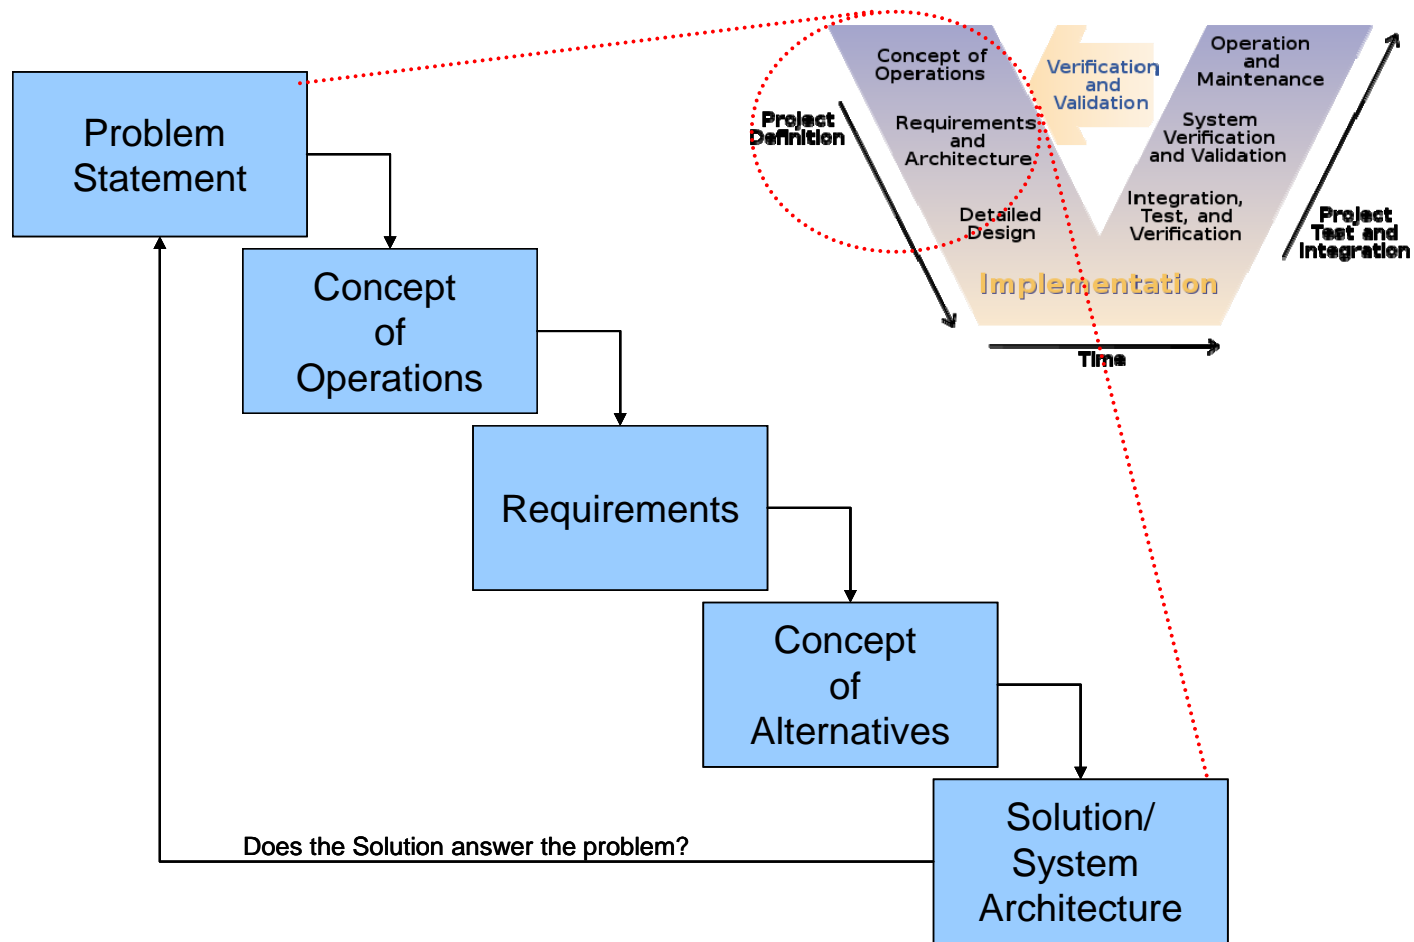 Problem
Statement
Concept
of
Operations
Requirements
Concept
of
Alternatives
Solution/
System
Architecture
Does the Solution answer the problem?
Concept of
Operations
Requirements
and
Architecture
Detailed
Design
Project
Definition
Verification
and
Validation
Operation
and
Maintenance
System
Verification
and Validation
Integration,
Test, and
Verification
Project
Test and
Integration
Implementation
Time